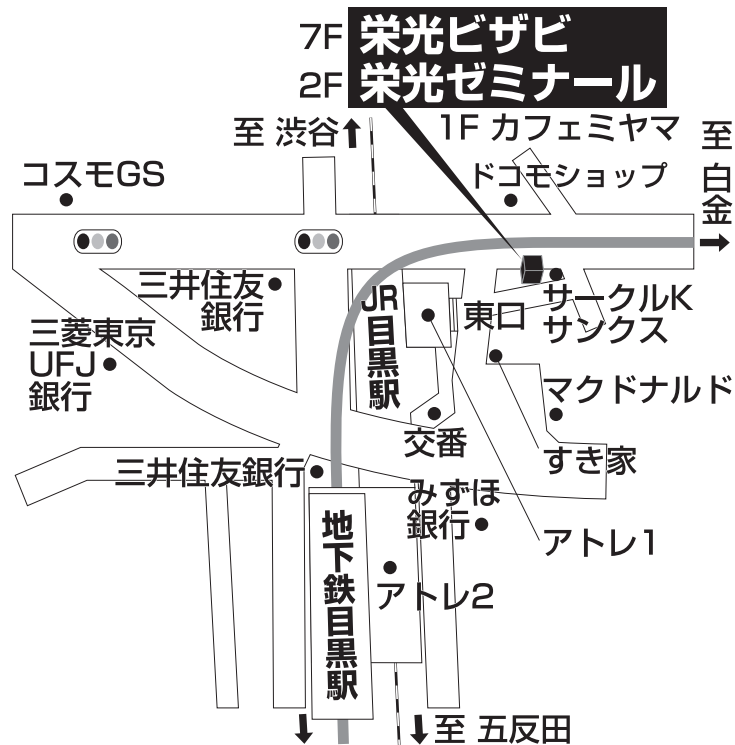 7F 栄光ビザビ
2F 栄光ゼミナール
至 渋谷
1F カフェミヤマ
至 白金
コスモGS
ドコモショップ
三井住友
銀行
JR目黒駅
東口
サークルK
サンクス
三菱東京
UFJ
銀行
マクドナルド
交番
すき家
三井住友銀行
みずほ
銀行
アトレ1
地下鉄目黒駅
アトレ2
至 五反田